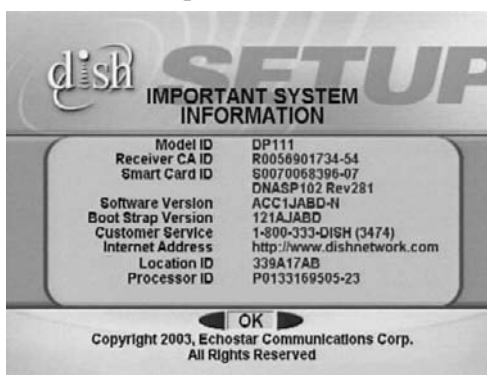 dish SETUP
IMPORTANT SYSTEM
INFORMATION
Model ID DP111
Receiver CA ID R0056901734-54
Smart Card ID S0070068396-07
DNASP102 Rev281
Software Version ACC1JABD-N
Boot Strap Version 121AJABD
Customer Service 1-800-333-DISH (3474)
Internet Address http://www.dishnetwork.com
Location ID 339A17AB
Processor ID P0133169505-23
OK
Copyright 2003, Echostar Communications Corp.
All Rights Reserved